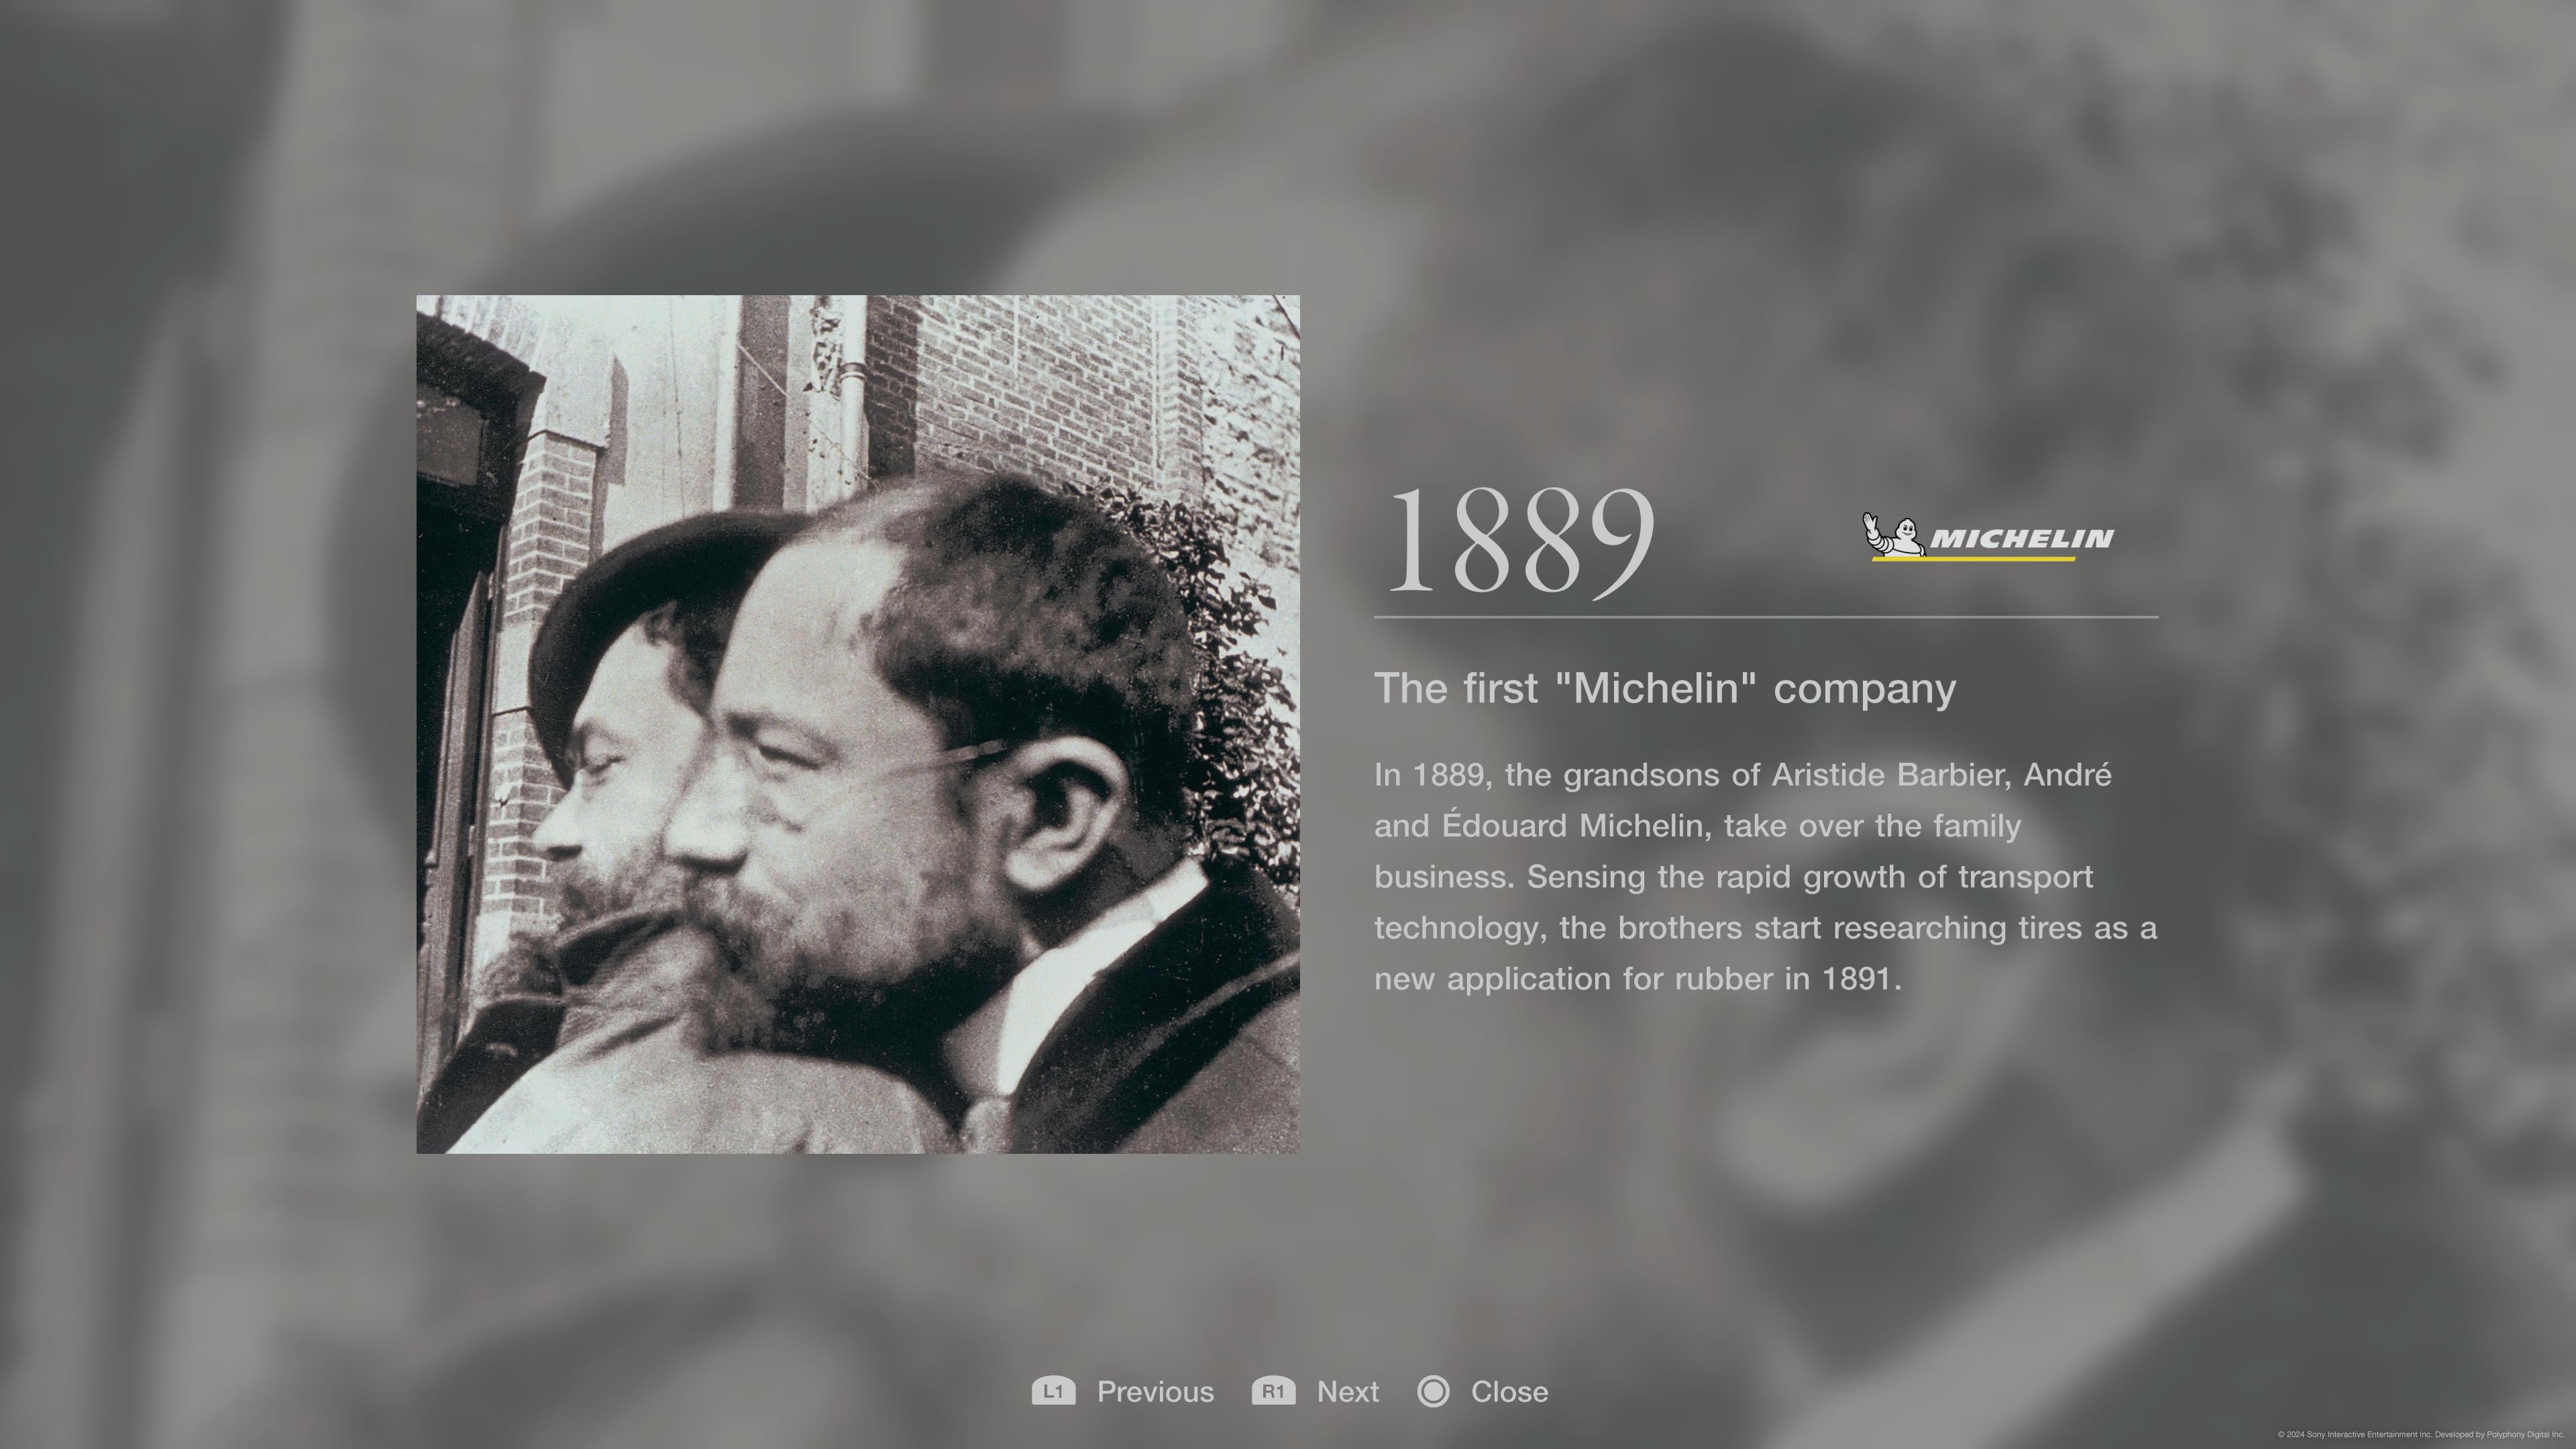 1889
MICHELIN
The first "Michelin" company
In 1889, the grandsons of Aristide Barbier, André
and Édouard Michelin, take over the family
business. Sensing the rapid growth of transport
technology, the brothers start researching tires as a
new application for rubber in 1891.
L1 Previous R1 Next Close
© 2024 Sony Interactive Entertainment Inc. Developed by Polyphony Digital Inc.